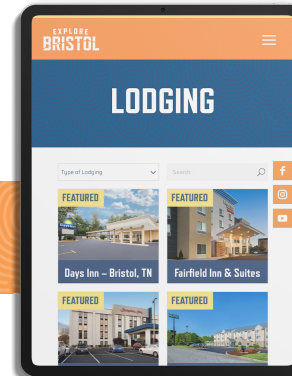 EXPLORE
BRISTOL
LODGING
Type of Lodging
Search
FEATURED
FEATURED
Days Inn – Bristol, TN
Fairfield Inn & Suites
FEATURED
FEATURED